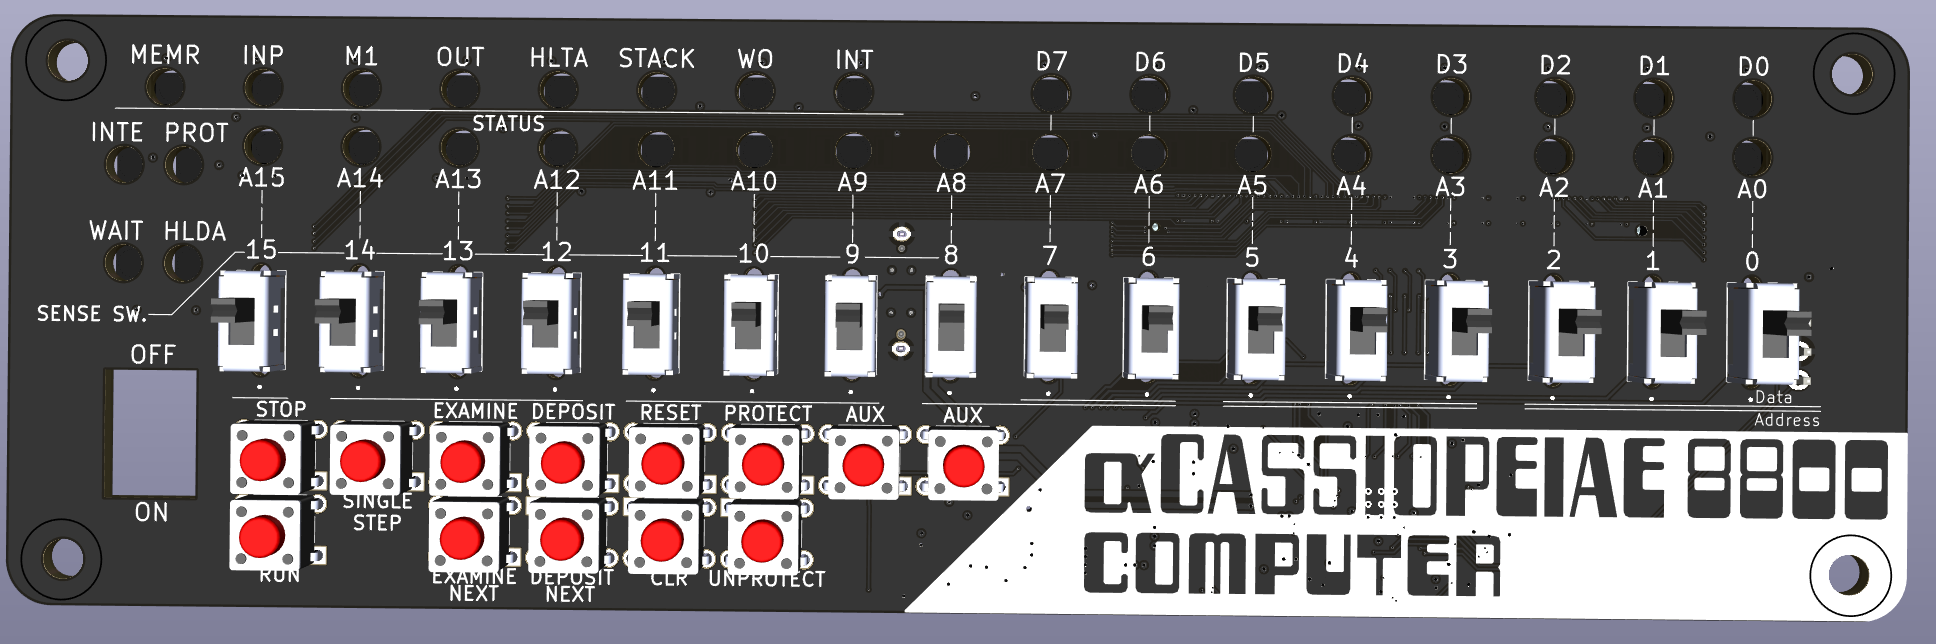 MEMR INP M1 OUT HLTA STACK WO INT D7 D6 D5 D4 D3 D2 D1 D0
STATUS
INTE PROT
A15 A14 A13 A12 A11 A10 A9 A8 A7 A6 A5 A4 A3 A2 A1 A0
WAIT HLDA
15 14 13 12 11 10 9 8 7 6 5 4 3 2 1 0
SENSE SW.
OFF
ON
Data
Address
STOP EXAMINE DEPOSIT RESET PROTECT AUX AUX
SINGLE
STEP
RUN EXAMINE DEPOSIT CLR UNPROTECT
NEXT NEXT
αCASSIOPEIAE 8800
COMPUTER